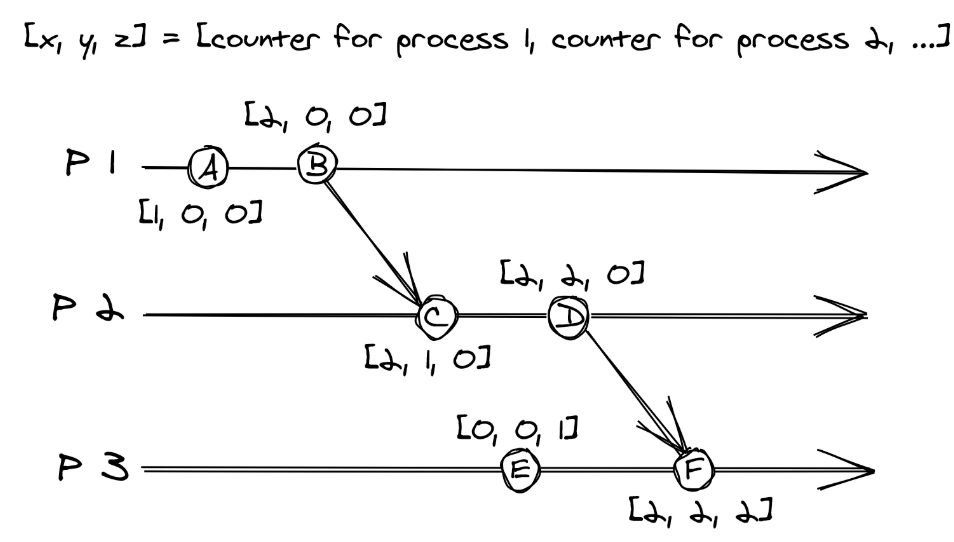 [x, y, z] = [counter for process 1, counter for process 2, ...]
[2, 0, 0]
P 1 A B
[1, 0, 0]
[2, 2, 0]
P 2 C D
[2, 1, 0]
[0, 0, 1]
P 3 E F
[2, 2, 2]